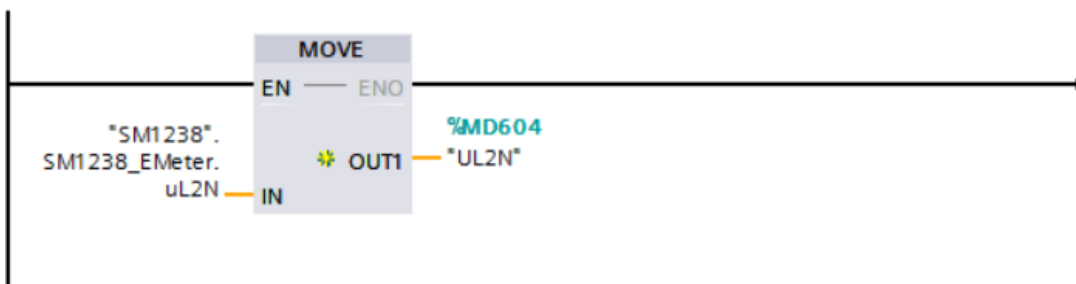 MOVE
EN
ENO
"SM1238".
SM1238_EMeter.
uL2N
IN
OUT1
%MD604
"UL2N"